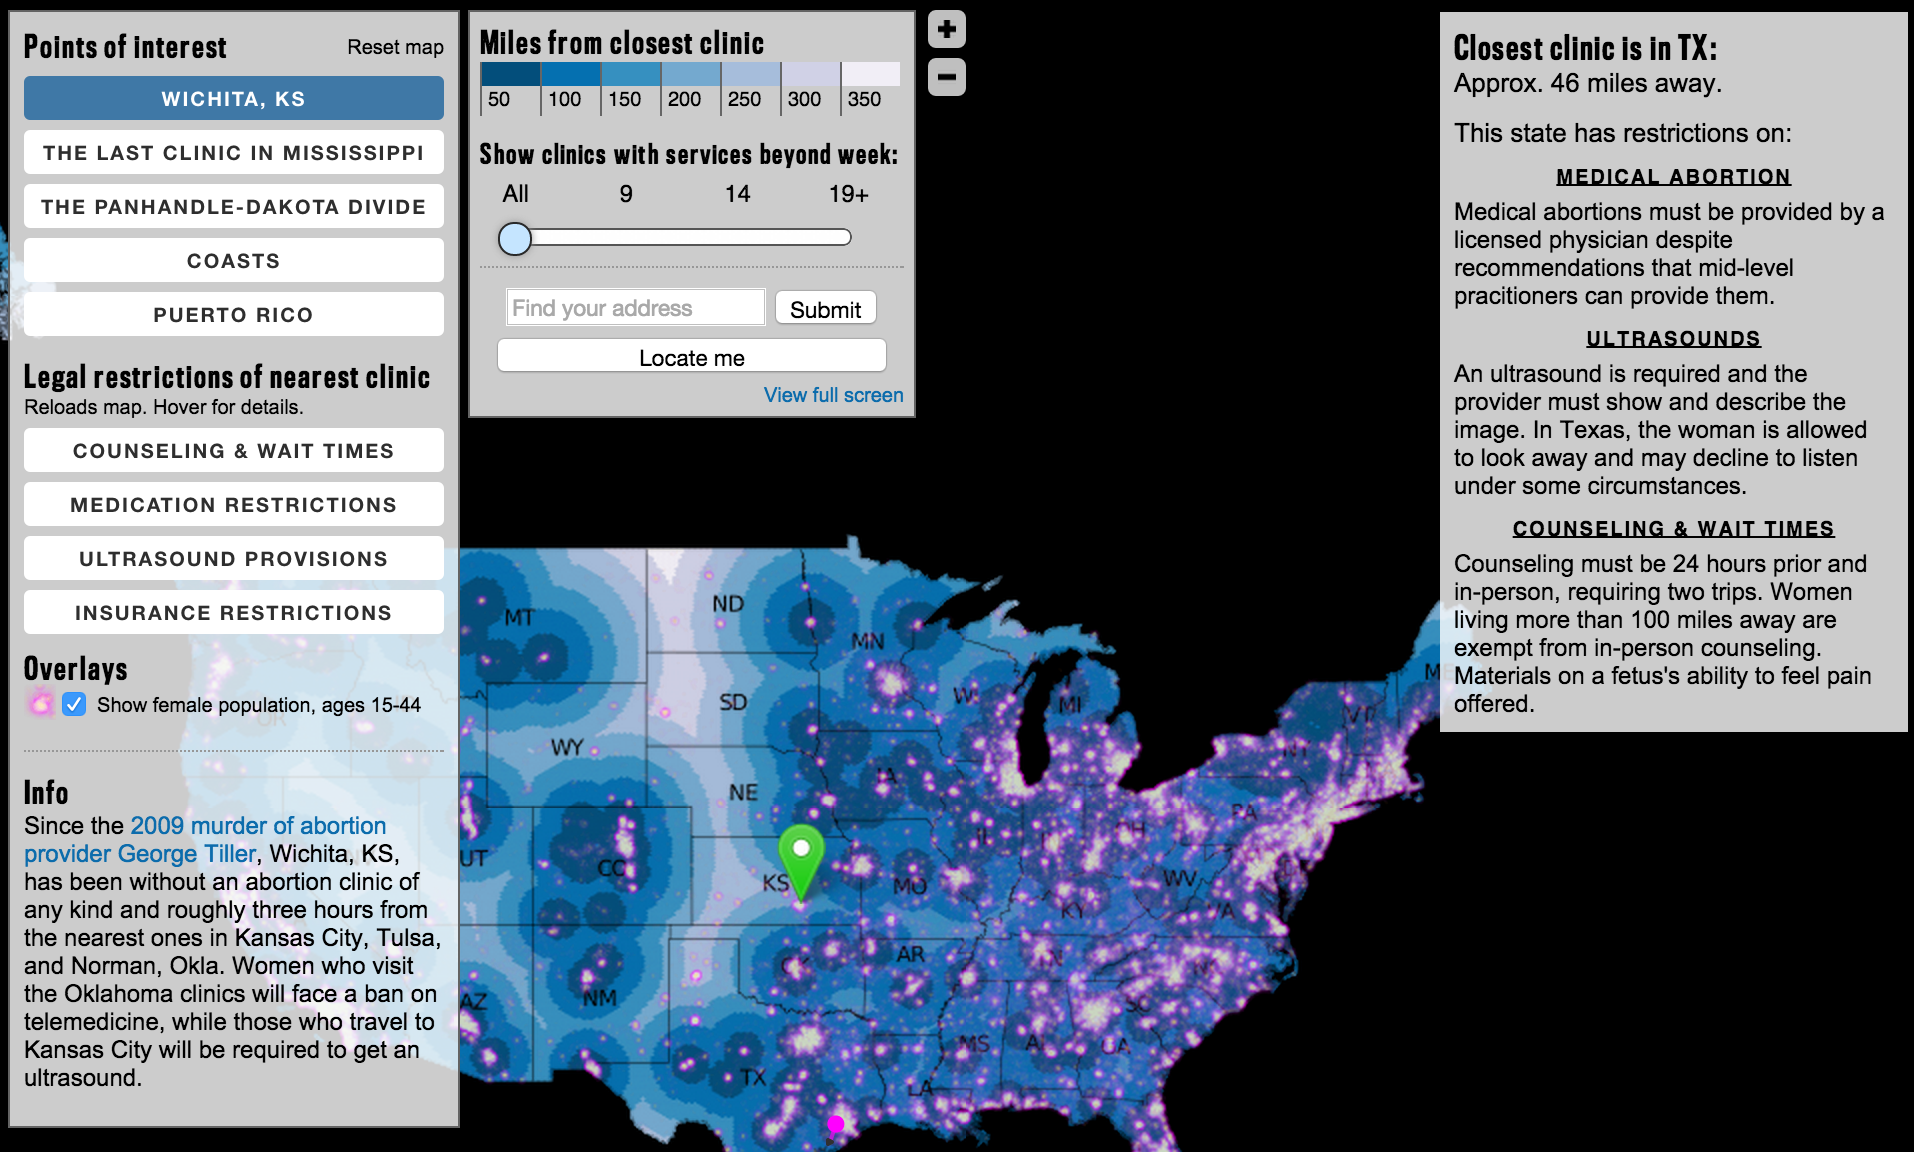 Points of interest
Reset map
WICHITA, KS
THE LAST CLINIC IN MISSISSIPPI
THE PANHANDLE-DAKOTA DIVIDE
COASTS
PUERTO RICO
Legal restrictions of nearest clinic
Reloads map. Hover for details.
COUNSELING & WAIT TIMES
MEDICATION RESTRICTIONS
ULTRASOUND PROVISIONS
INSURANCE RESTRICTIONS
Overlays
Show female population, ages 15-44
Info
Since the 2009 murder of abortion
provider George Tiller, Wichita, KS,
has been without an abortion clinic of
any kind and roughly three hours from
the nearest ones in Kansas City, Tulsa,
and Norman, Okla. Women who visit
the Oklahoma clinics will face a ban on
telemedicine, while those who travel to
Kansas City will be required to get an
ultrasound.
Miles from closest clinic
50 100 150 200 250 300 350
Show clinics with services beyond week:
All 9 14 19+
Find your address
Submit
Locate me
View full screen
+
−
Closest clinic is in TX:
Approx. 46 miles away.
This state has restrictions on:
MEDICAL ABORTION
Medical abortions must be provided by a
licensed physician despite
recommendations that mid-level
pracitioners can provide them.
ULTRASOUNDS
An ultrasound is required and the
provider must show and describe the
image. In Texas, the woman is allowed
to look away and may decline to listen
under some circumstances.
COUNSELING & WAIT TIMES
Counseling must be 24 hours prior and
in-person, requiring two trips. Women
living more than 100 miles away are
exempt from in-person counseling.
Materials on a fetus's ability to feel pain
offered.
MT
ND
MN
SD
WI
MI
ME
VT
NY
WY
IA
NE
PA
OH
IL
UT
CO
KS
MO
WV
KY
VA
OR
AZ
NM
OK
AR
TN
NC
SC
MS
AL
GA
TX
LA